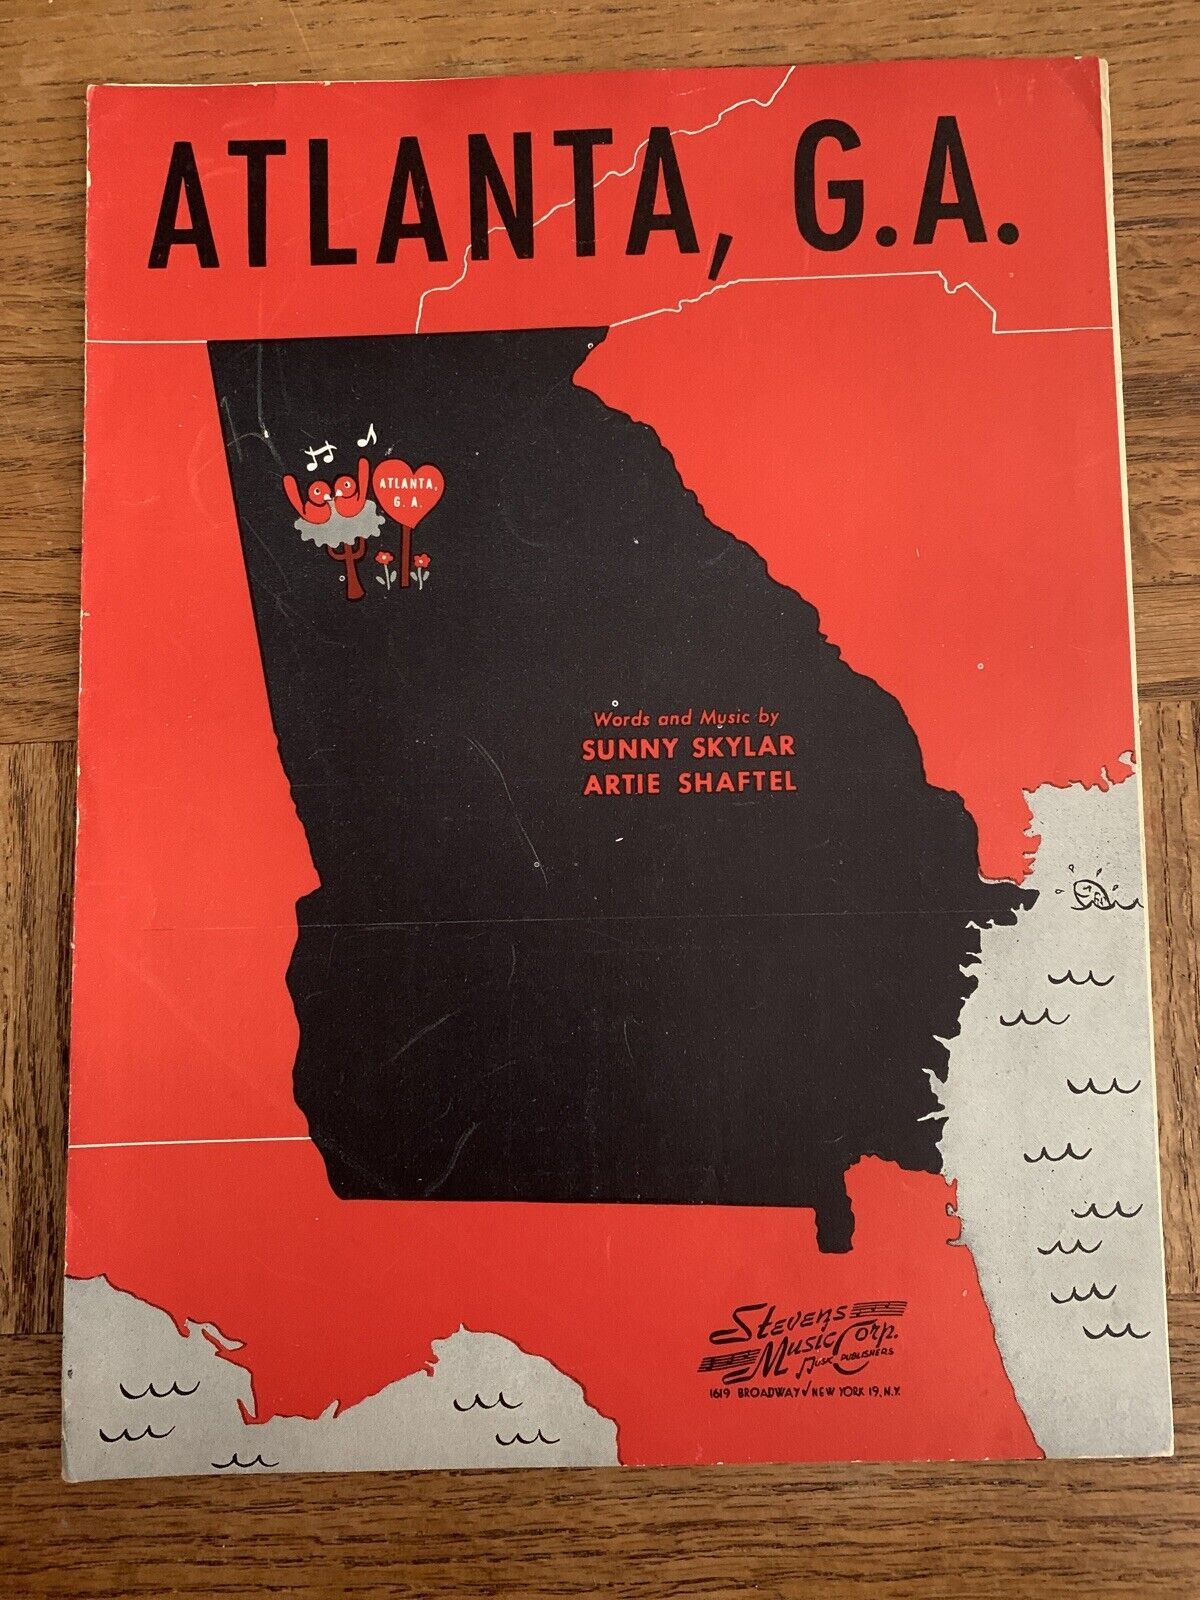 ATLANTA, G.A.
ATLANTA,
G. A.
Words and Music by
SUNNY SKYLAR
ARTIE SHAFTEL
Stevens
Music Corp.
MUSIC PUBLISHERS
1619 BROADWAY NEW YORK 19, N.Y.